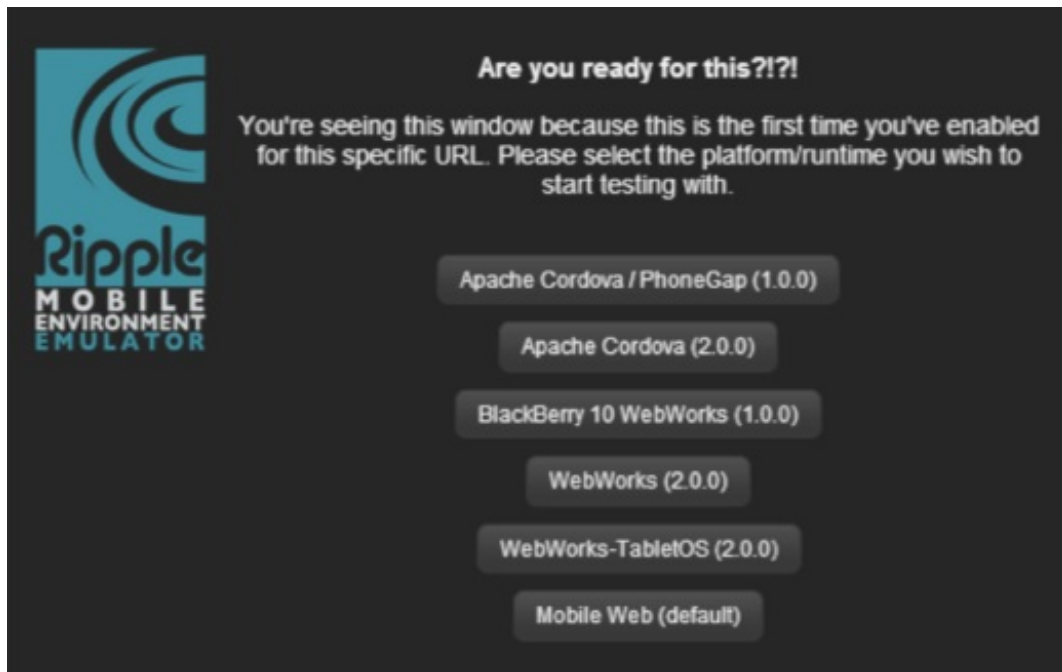 Ripple
MOBILE
ENVIRONMENT
EMULATOR
Are you ready for this?!?!
You're seeing this window because this is the first time you've enabled
for this specific URL. Please select the platform/runtime you wish to
start testing with.
Apache Cordova / PhoneGap (1.0.0)
Apache Cordova (2.0.0)
BlackBerry 10 WebWorks (1.0.0)
WebWorks (2.0.0)
WebWorks-TabletOS (2.0.0)
Mobile Web (default)